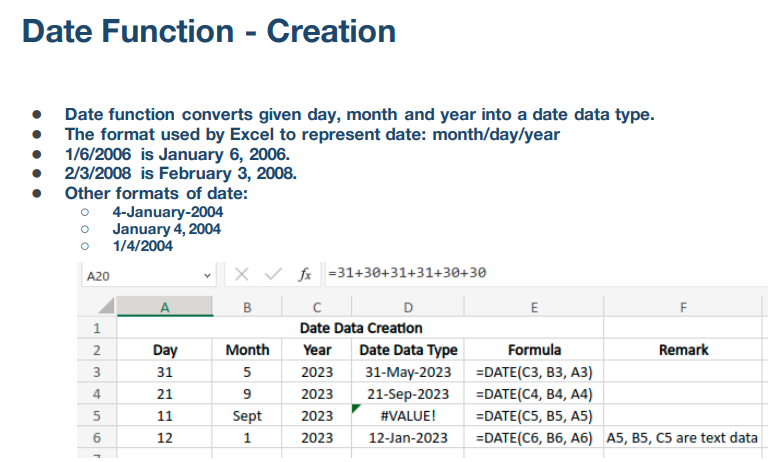 Date Function - Creation
● Date function converts given day, month and year into a date data type.
● The format used by Excel to represent date: month/day/year
● 1/6/2006 is January 6, 2006.
● 2/3/2008 is February 3, 2008.
● Other formats of date:
○ 4-January-2004
○ January 4, 2004
○ 1/4/2004
A20 fx =31+30+31+31+30+30
A B C D E F
1 Date Data Creation
2 Day Month Year Date Data Type Formula Remark
3 31 5 2023 31-May-2023 =DATE(C3, B3, A3)
4 21 9 2023 21-Sep-2023 =DATE(C4, B4, A4)
5 11 Sept 2023 #VALUE! =DATE(C5, B5, A5)
6 12 1 2023 12-Jan-2023 =DATE(C6, B6, A6) A5, B5, C5 are text data